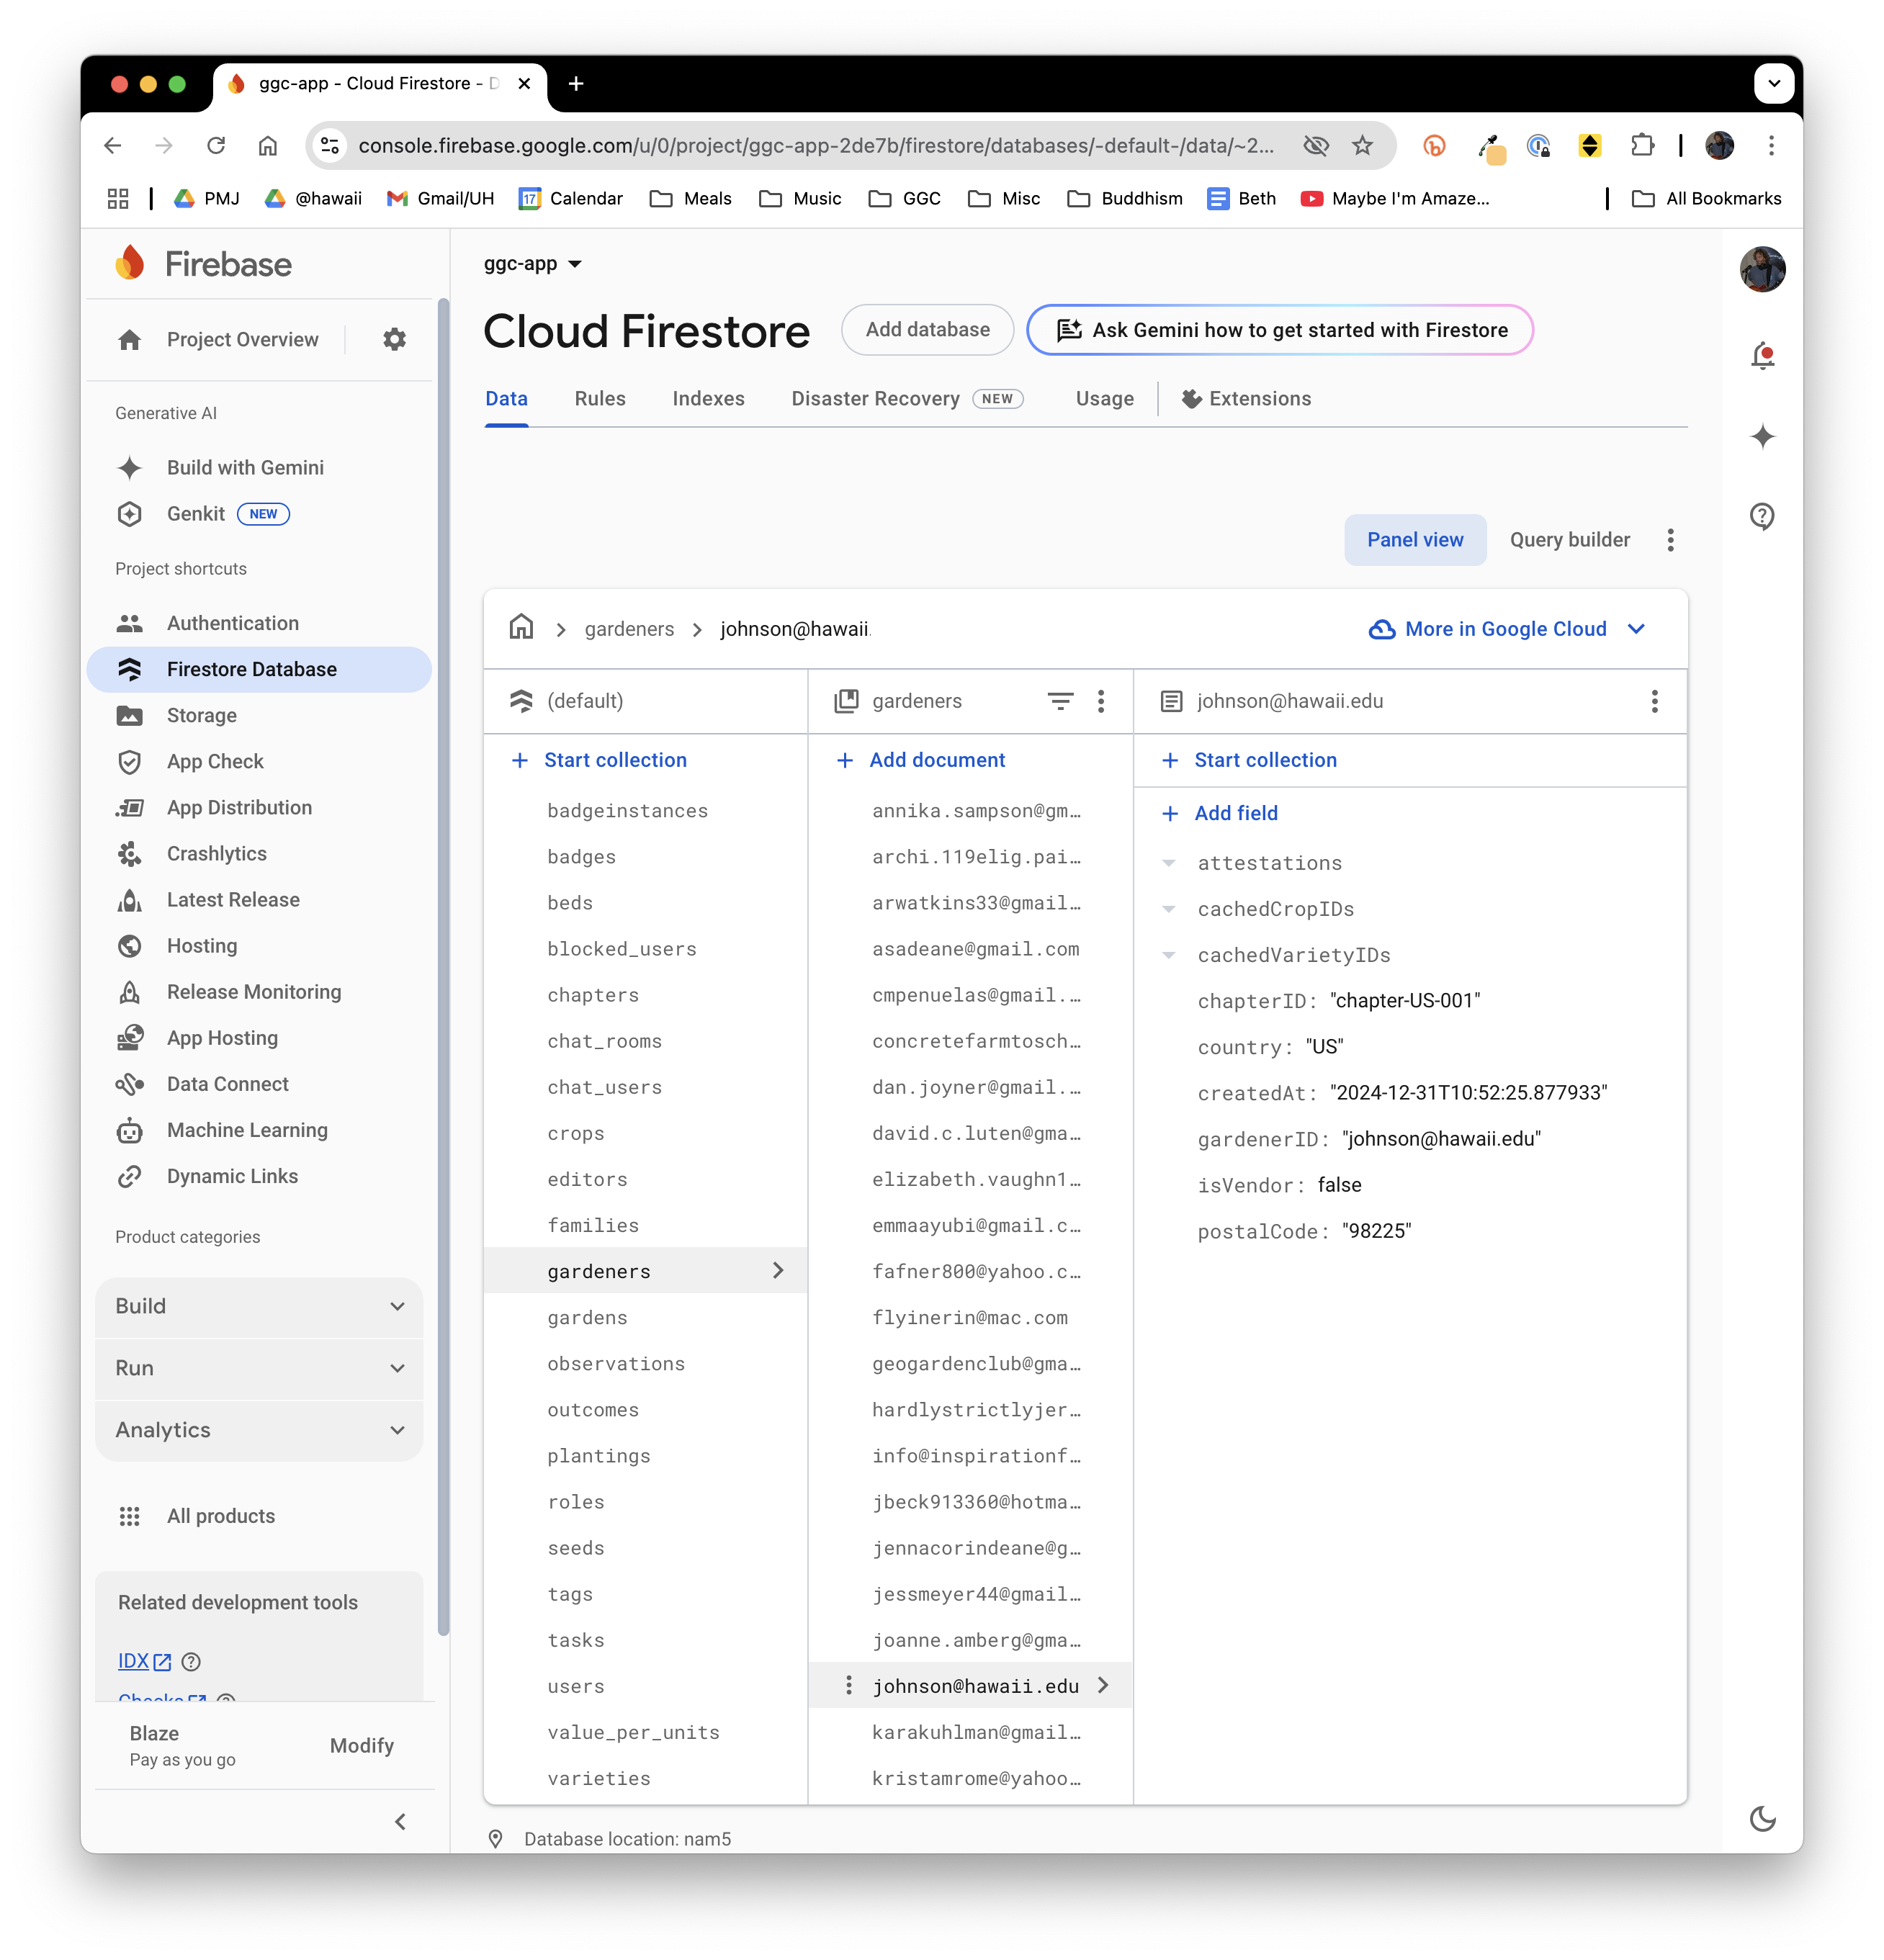 ggc-app - Cloud Firestore - D
console.firebase.google.com/u/0/project/ggc-app-2de7b/firestore/databases/-default-/data/~2...
PMJ
@hawaii
Gmail/UH
17
Calendar
Meals
Music
GGC
Misc
Buddhism
Beth
Maybe I'm Amaze...
All Bookmarks
Firebase
Project Overview
Generative AI
Build with Gemini
Genkit NEW
Project shortcuts
Authentication
Firestore Database
Storage
App Check
App Distribution
Crashlytics
Latest Release
Hosting
Release Monitoring
App Hosting
Data Connect
Machine Learning
Dynamic Links
Product categories
Build
Run
Analytics
All products
Related development tools
IDX
Checks
Blaze
Pay as you go
Modify
ggc-app
Cloud Firestore
Add database
Ask Gemini how to get started with Firestore
Data
Rules
Indexes
Disaster Recovery NEW
Usage
Extensions
Panel view
Query builder
gardeners
johnson@hawaii.
More in Google Cloud
(default)
Start collection
badgeinstances
badges
beds
blocked_users
chapters
chat_rooms
chat_users
crops
editors
families
gardeners
gardens
observations
outcomes
plantings
roles
seeds
tags
tasks
users
value_per_units
varieties
gardeners
Add document
annika.sampson@gm…
archi.119elig.pai…
arwatkins33@gmail…
asadeane@gmail.com
cmpenuelas@gmail.…
concretefarmtosch…
dan.joyner@gmail.…
david.c.luten@gma…
elizabeth.vaughn1…
emmaayubi@gmail.c…
fafner800@yahoo.c…
flyinerin@mac.com
geogardenclub@gma…
hardlystrictlyjer…
info@inspirationf…
jbeck913360@hotma…
jennacorindeane@g…
jessmeyer44@gmail…
joanne.amberg@gma…
johnson@hawaii.edu
karakuhlman@gmail…
kristamrome@yahoo…
johnson@hawaii.edu
Start collection
Add field
attestations
cachedCropIDs
cachedVarietyIDs
chapterID: "chapter-US-001"
country: "US"
createdAt: "2024-12-31T10:52:25.877933"
gardenerID: "johnson@hawaii.edu"
isVendor: false
postalCode: "98225"
Database location: nam5